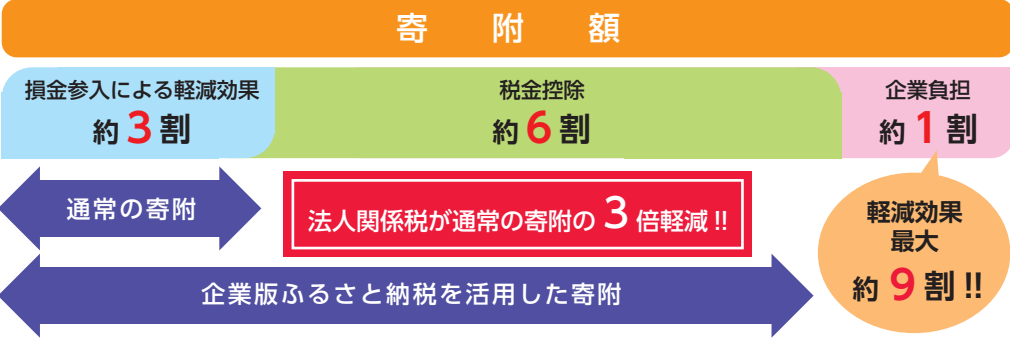 寄附額
損金参入による軽減効果
約3割
税金控除
約6割
企業負担
約1割
通常の寄附
法人関係税が通常の寄附の3倍軽減!!
軽減効果
最大
約9割!!
企業版ふるさと納税を活用した寄附